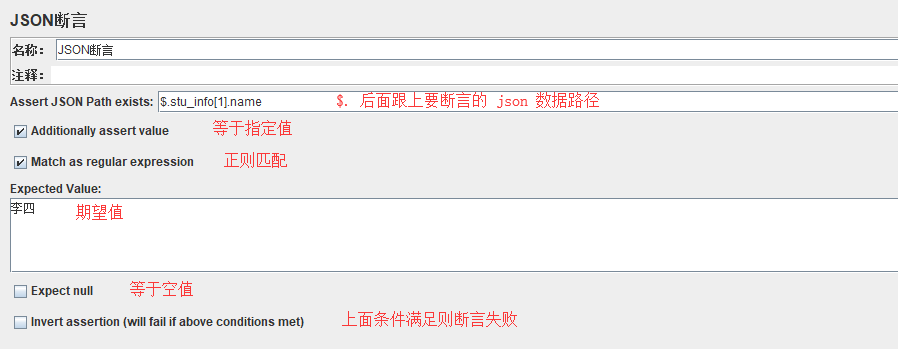 JSON断言
名称： JSON断言
注释：
Assert JSON Path exists: $.stu_info[1].name $. 后面跟上要断言的 json 数据路径
Additionally assert value 等于指定值
Match as regular expression 正则匹配
Expected Value:
李四 期望值
Expect null 等于空值
Invert assertion (will fail if above conditions met) 上面条件满足则断言失败